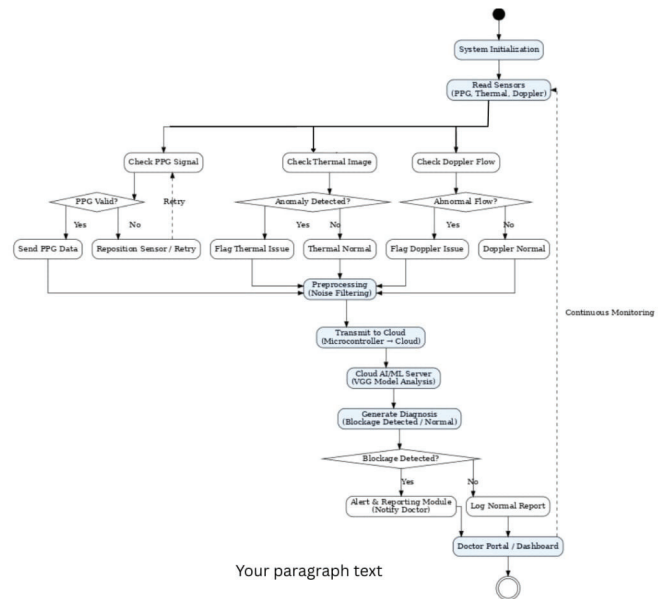 System Initialization
Read Sensors
(PPG, Thermal, Doppler)
Check PPG Signal
Check Thermal Image
Check Doppler Flow
PPG Valid?
Retry
Anomaly Detected?
Abnormal Flow?
Yes
No
Yes
No
Yes
No
Send PPG Data
Reposition Sensor / Retry
Flag Thermal Issue
Thermal Normal
Flag Doppler Issue
Doppler Normal
Preprocessing
(Noise Filtering)
Continuous Monitoring
Transmit to Cloud
(Microcontroller → Cloud)
Cloud AI/ML Server
(VGG Model Analysis)
Generate Diagnosis
(Blockage Detected / Normal)
Blockage Detected?
Yes
No
Alert & Reporting Module
(Notify Doctor)
Log Normal Report
Doctor Portal / Dashboard
Your paragraph text